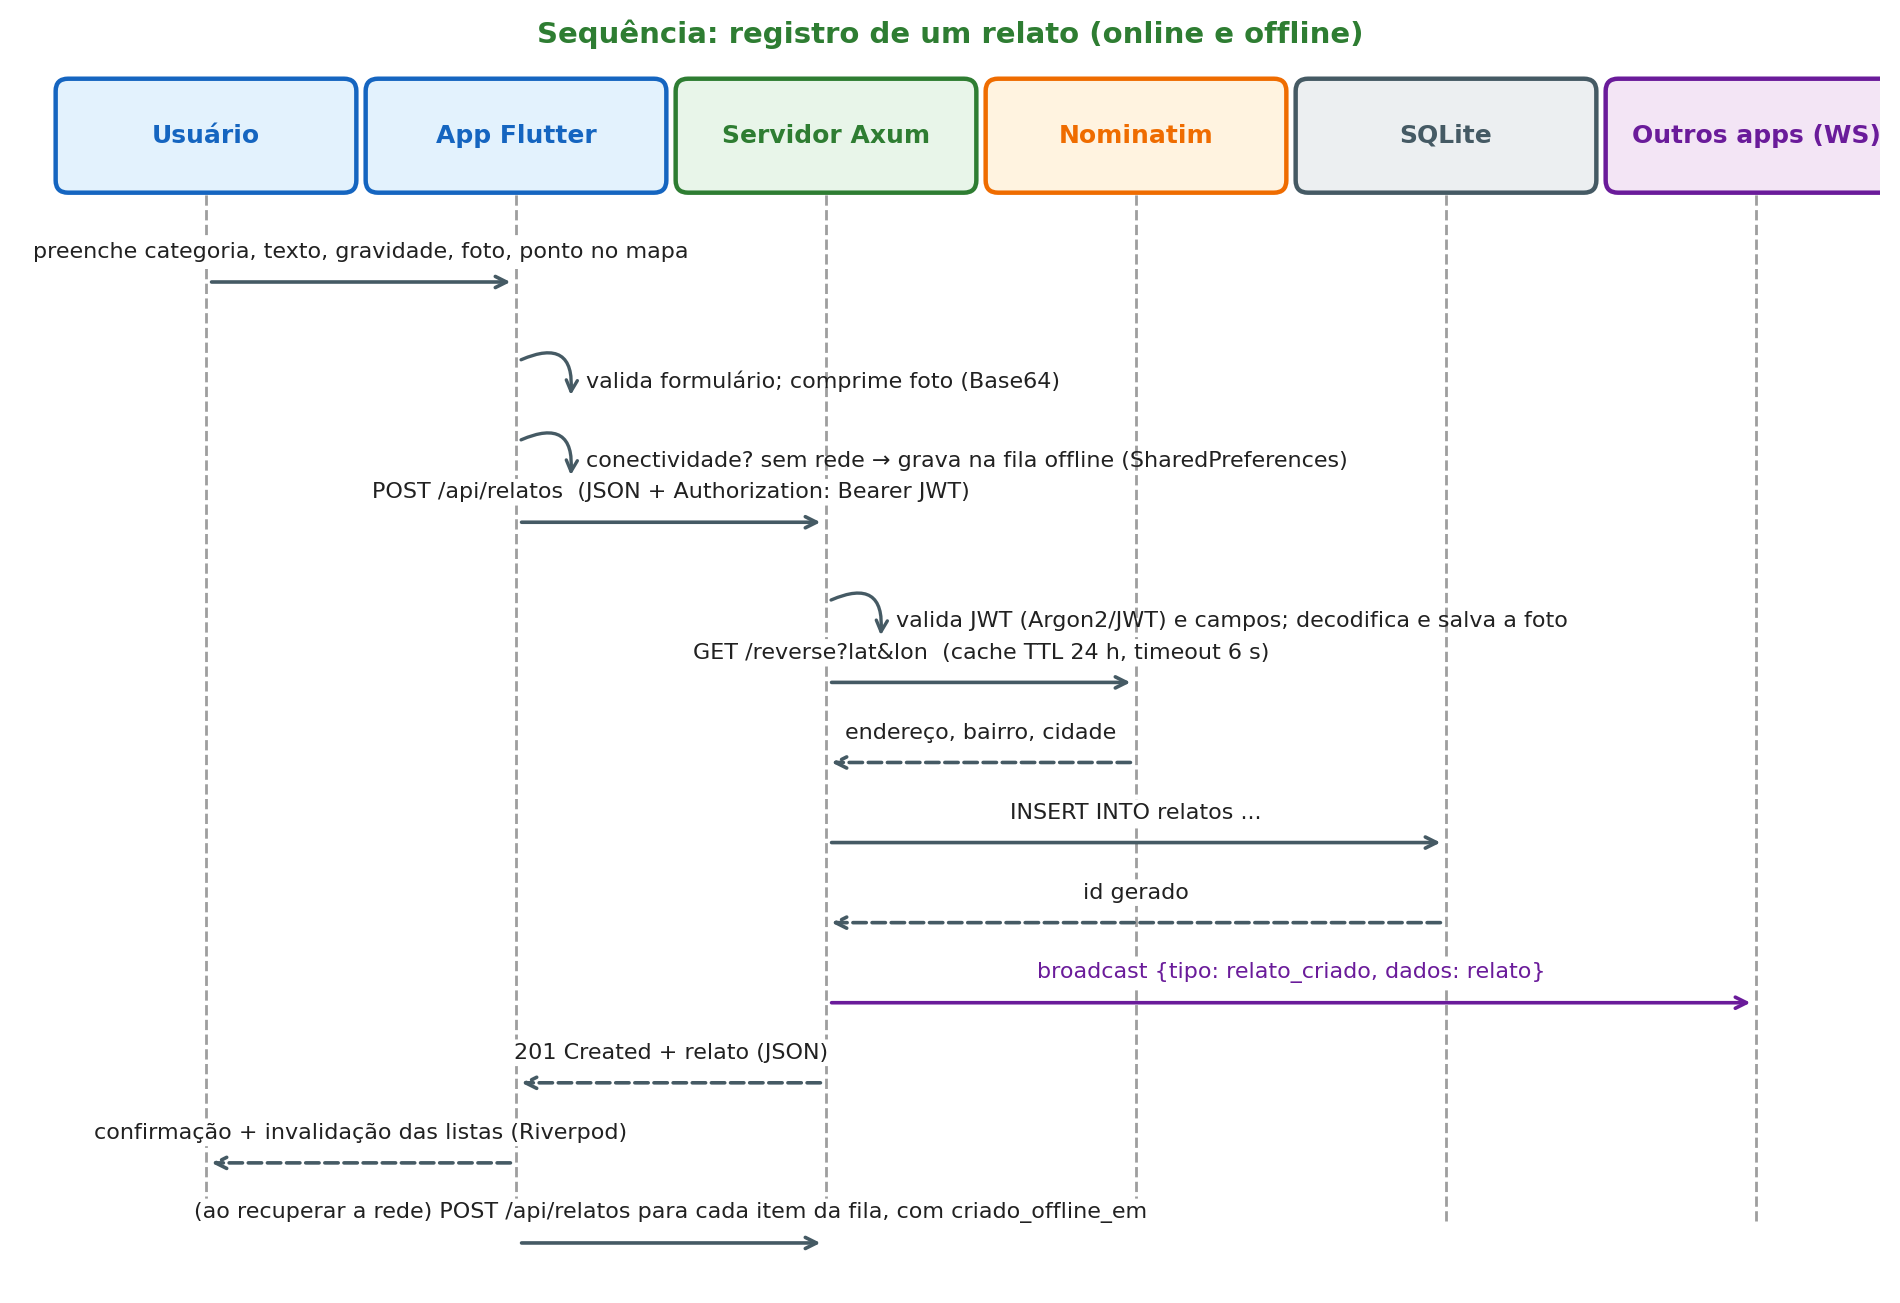 Sequência: registro de um relato (online e offline)
Usuário
App Flutter
Servidor Axum
Nominatim
SQLite
Outros apps (WS)
preenche categoria, texto, gravidade, foto, ponto no mapa
valida formulário; comprime foto (Base64)
conectividade? sem rede → grava na fila offline (SharedPreferences)
POST /api/relatos  (JSON + Authorization: Bearer JWT)
valida JWT (Argon2/JWT) e campos; decodifica e salva a foto
GET /reverse?lat&lon  (cache TTL 24 h, timeout 6 s)
endereço, bairro, cidade
INSERT INTO relatos ...
id gerado
broadcast {tipo: relato_criado, dados: relato}
201 Created + relato (JSON)
confirmação + invalidação das listas (Riverpod)
(ao recuperar a rede) POST /api/relatos para cada item da fila, com criado_offline_em